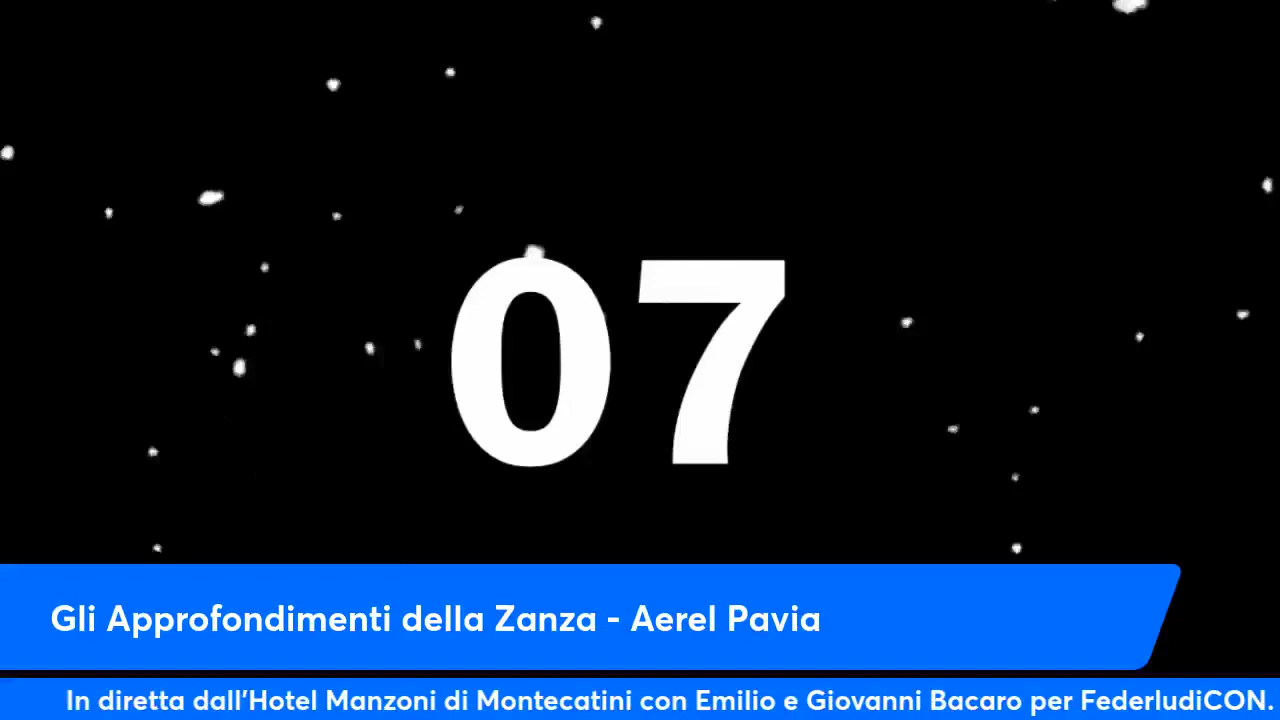 07
Gli Approfondimenti della Zanza - Aerel Pavia
In diretta dall'Hotel Manzoni di Montecatini con Emilio e Giovanni Bacaro per FederludiCON.